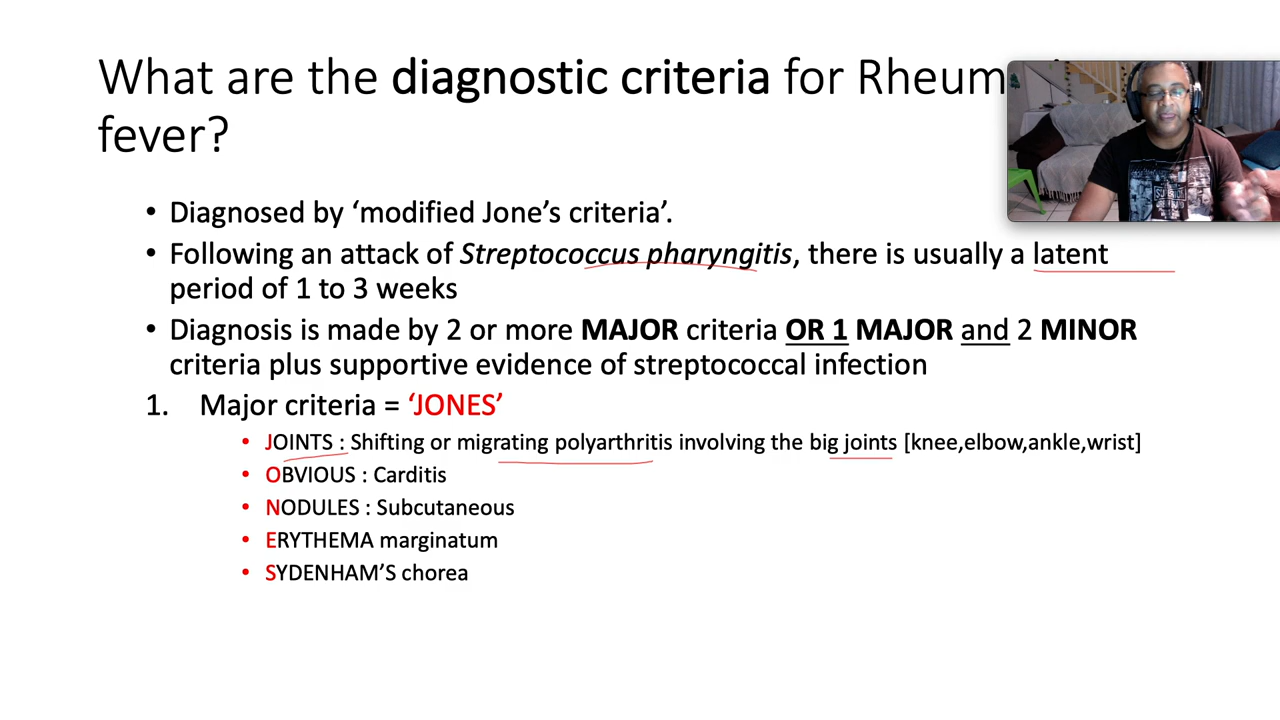 What are the diagnostic criteria for Rheum
fever?
• Diagnosed by ‘modified Jone’s criteria’.
• Following an attack of Streptococcus pharyngitis, there is usually a latent
period of 1 to 3 weeks
• Diagnosis is made by 2 or more MAJOR criteria OR 1 MAJOR and 2 MINOR
criteria plus supportive evidence of streptococcal infection
1. Major criteria = ‘JONES’
• JOINTS : Shifting or migrating polyarthritis involving the big joints [knee,elbow,ankle,wrist]
• OBVIOUS : Carditis
• NODULES : Subcutaneous
• ERYTHEMA marginatum
• SYDENHAM’S chorea